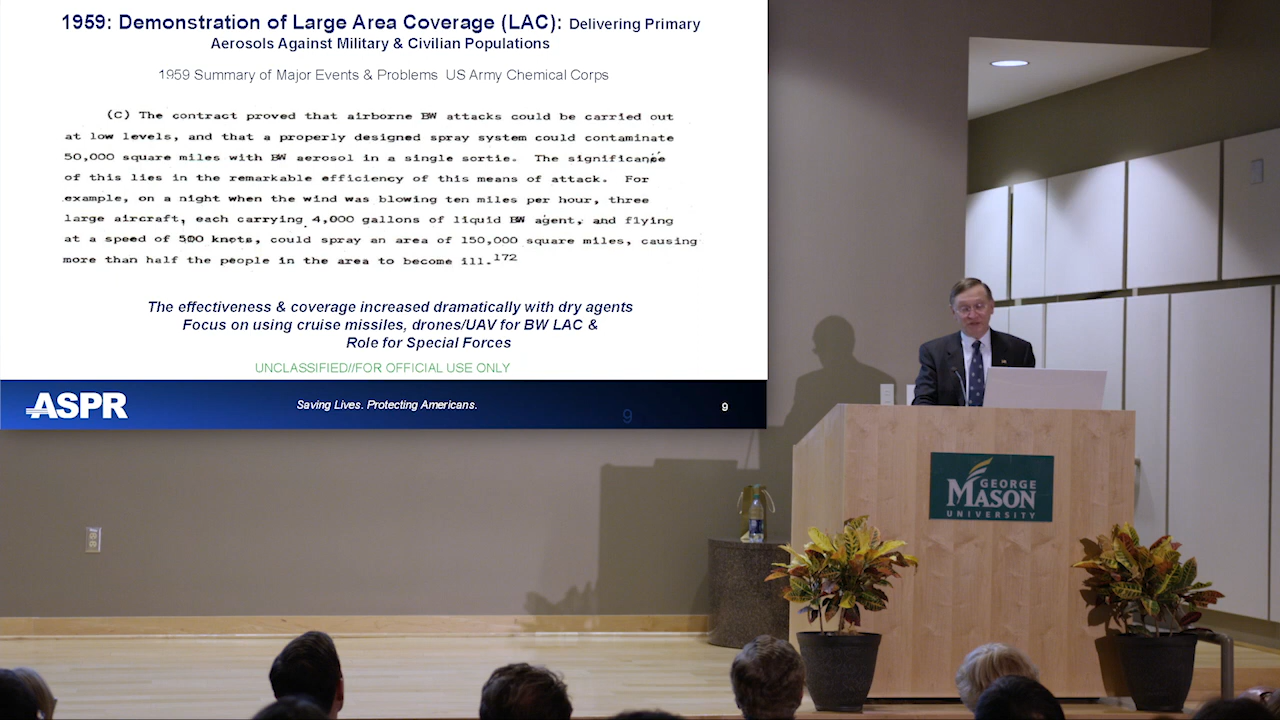 1959: Demonstration of Large Area Coverage (LAC): Delivering Primary
Aerosols Against Military & Civilian Populations
1959 Summary of Major Events & Problems US Army Chemical Corps
(C) The contract proved that airborne BW attacks could be carried out
at low levels, and that a properly designed spray system could contaminate
50,000 square miles with BW aerosol in a single sortie. The significance
of this lies in the remarkable efficiency of this means of attack. For
example, on a night when the wind was blowing ten miles per hour, three
large aircraft, each carrying 4,000 gallons of liquid BW agent, and flying
at a speed of 500 knots, could spray an area of 150,000 square miles, causing
more than half the people in the area to become ill.172
The effectiveness & coverage increased dramatically with dry agents
Focus on using cruise missiles, drones/UAV for BW LAC &
Role for Special Forces
UNCLASSIFIED//FOR OFFICIAL USE ONLY
ASPR
Saving Lives. Protecting Americans.
9
9
GEORGE
MASON
UNIVERSITY